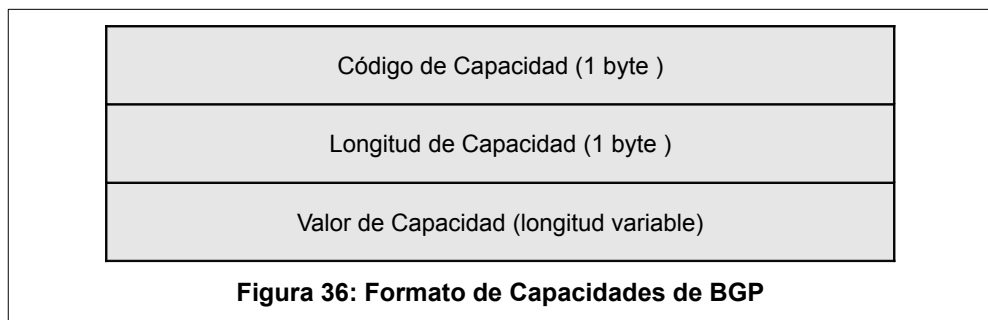 Código de Capacidad (1 byte )
Longitud de Capacidad (1 byte )
Valor de Capacidad (longitud variable)
Figura 36: Formato de Capacidades de BGP